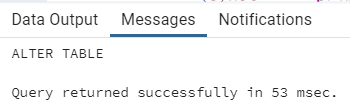 Data Output Messages Notifications
ALTER TABLE
Query returned successfully in 53 msec.